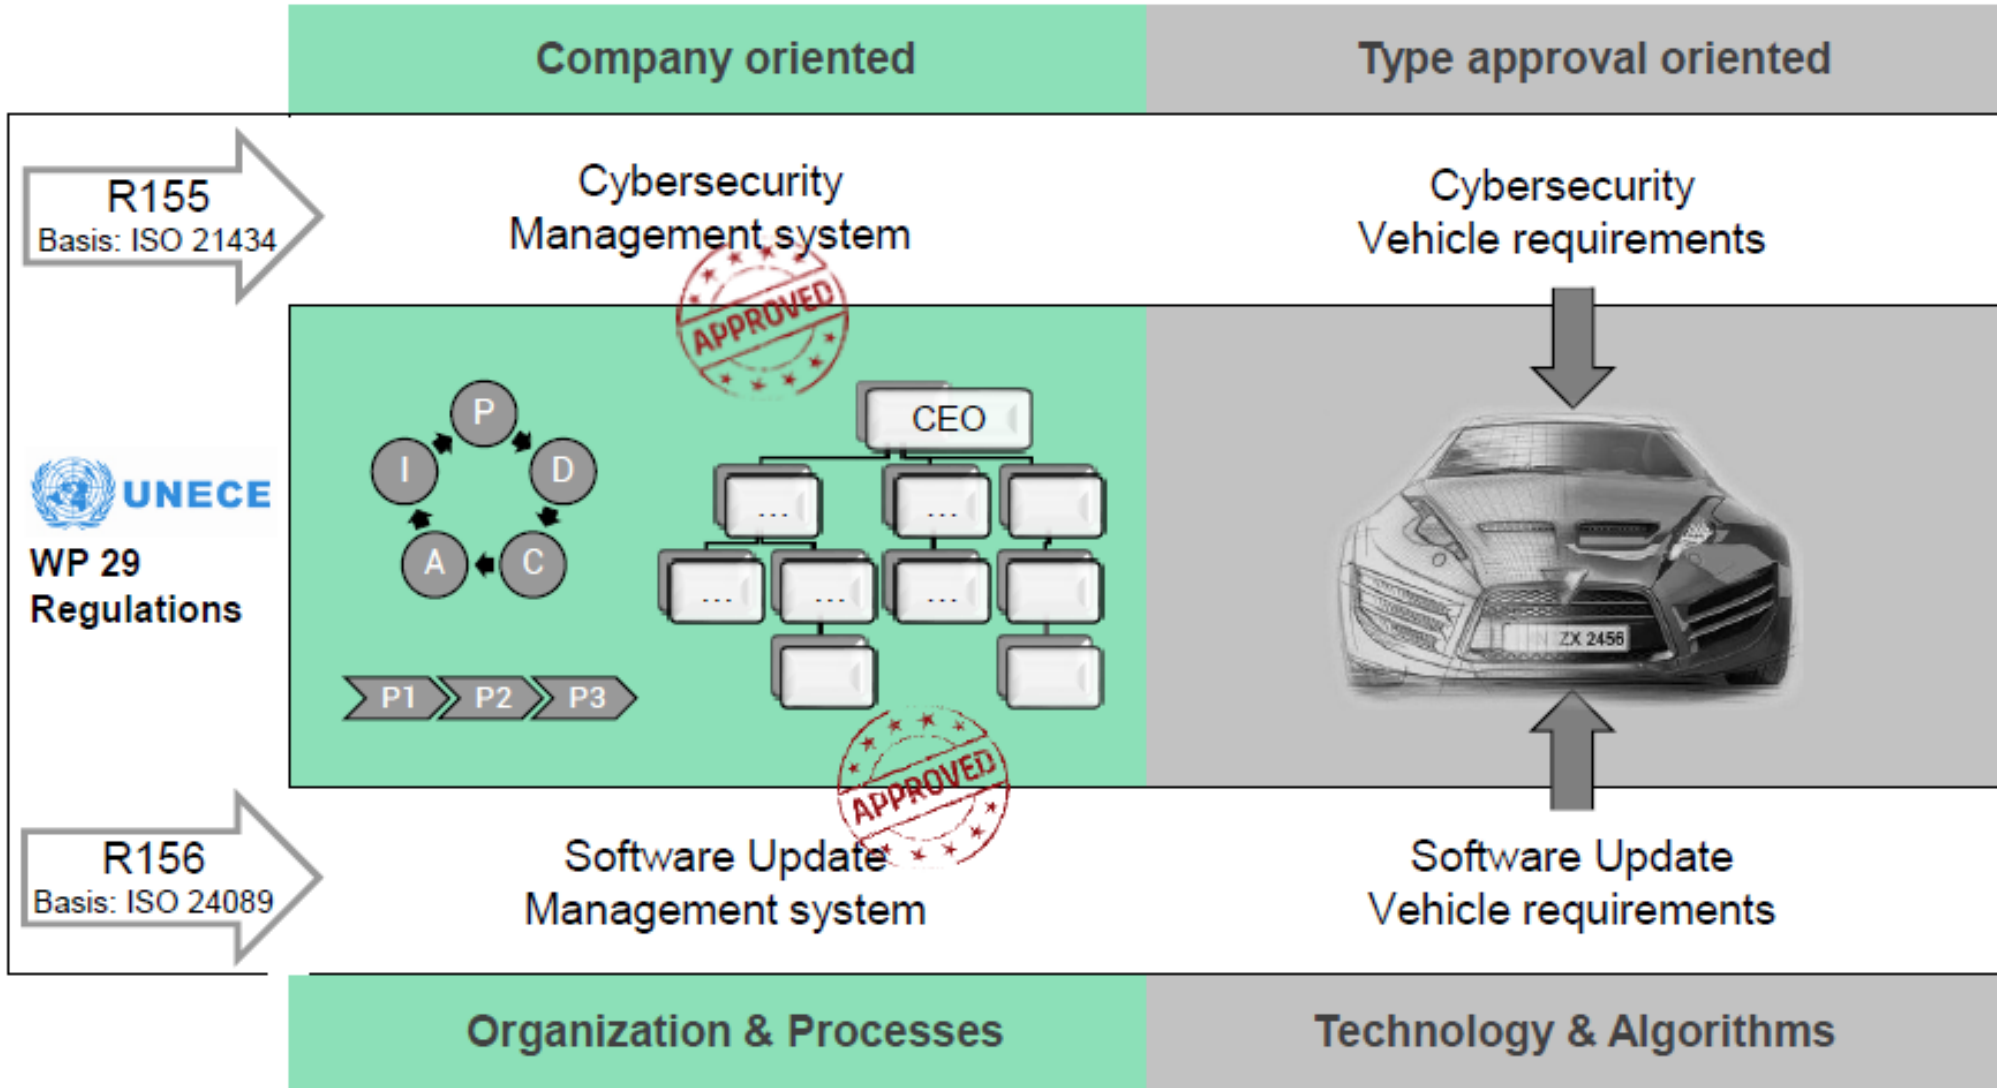 Company oriented
Type approval oriented
R155
Basis: ISO 21434
Cybersecurity
Management system
Cybersecurity
Vehicle requirements
APPROVED
P
D
C
A
I
CEO
...
...
...
...
...
P1
P2
P3
UNECE
WP 29
Regulations
ZX 2456
APPROVED
R156
Basis: ISO 24089
Software Update
Management system
Software Update
Vehicle requirements
Organization & Processes
Technology & Algorithms